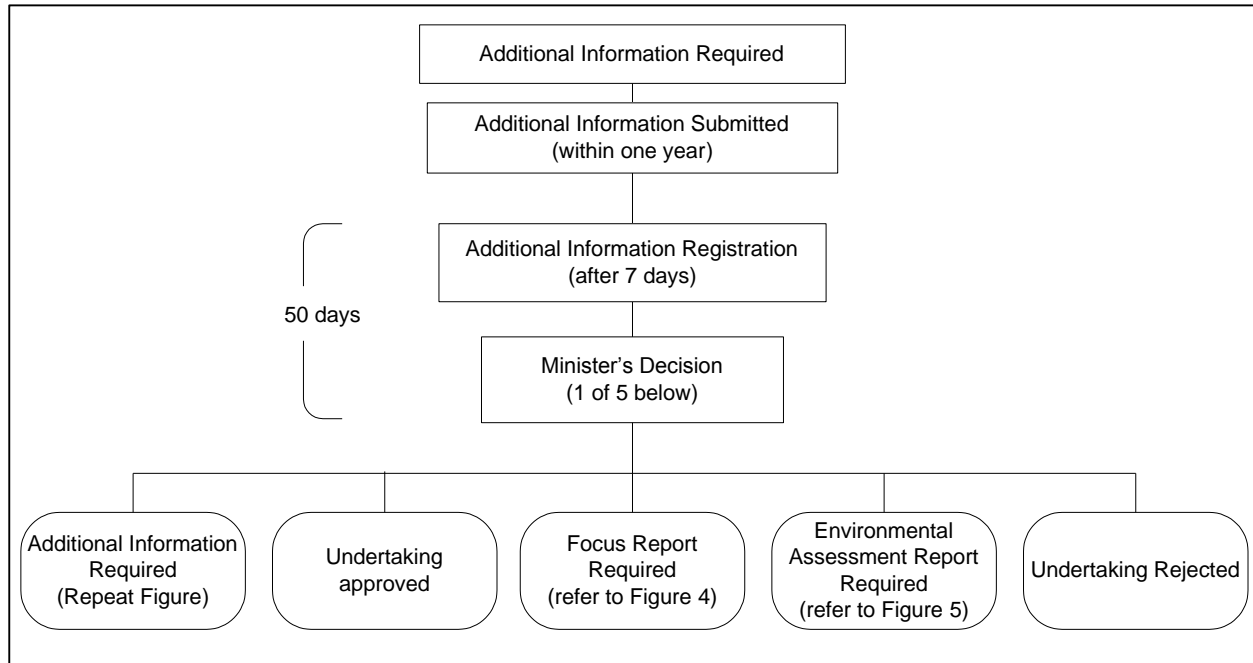 Additional Information Required
Additional Information Submitted
(within one year)
Additional Information Registration
(after 7 days)
50 days
Minister’s Decision
(1 of 5 below)
Additional Information
Required
(Repeat Figure)
Undertaking
approved
Focus Report
Required
(refer to Figure 4)
Environmental
Assessment Report
Required
(refer to Figure 5)
Undertaking Rejected